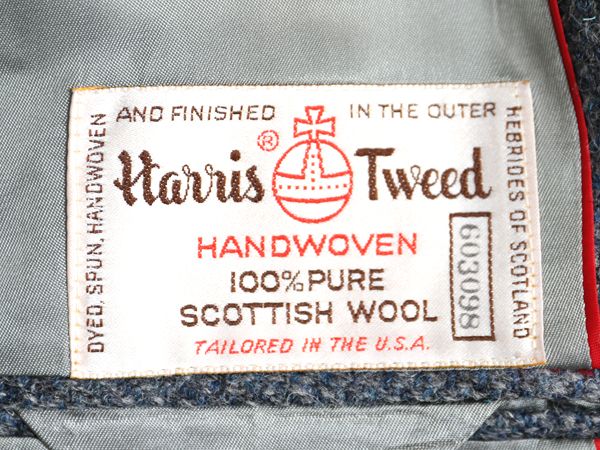 DYED, SPUN, HANDWOVEN
AND FINISHED
IN THE OUTER
HEBRIDES OF SCOTLAND
®
Harris Tweed
HANDWOVEN
100% PURE
SCOTTISH WOOL
603098
TAILORED IN THE U.S.A.